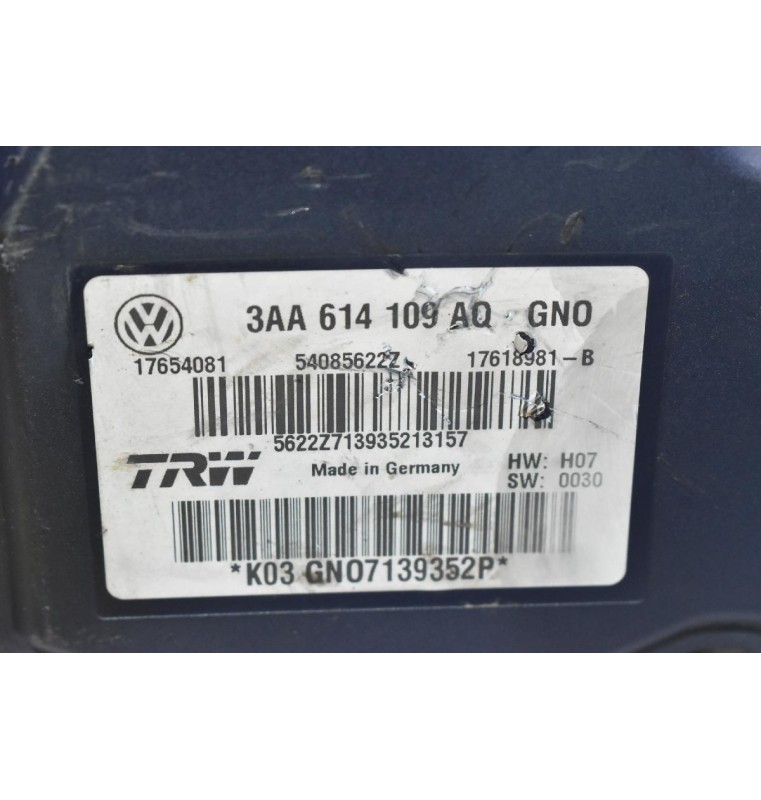 3AA 614 109 AQ GNO
17654081 54085622Z 17618981-B
5622Z713935213157
TRW Made in Germany HW: H07
SW: 0030
*K03 GNO7139352P*